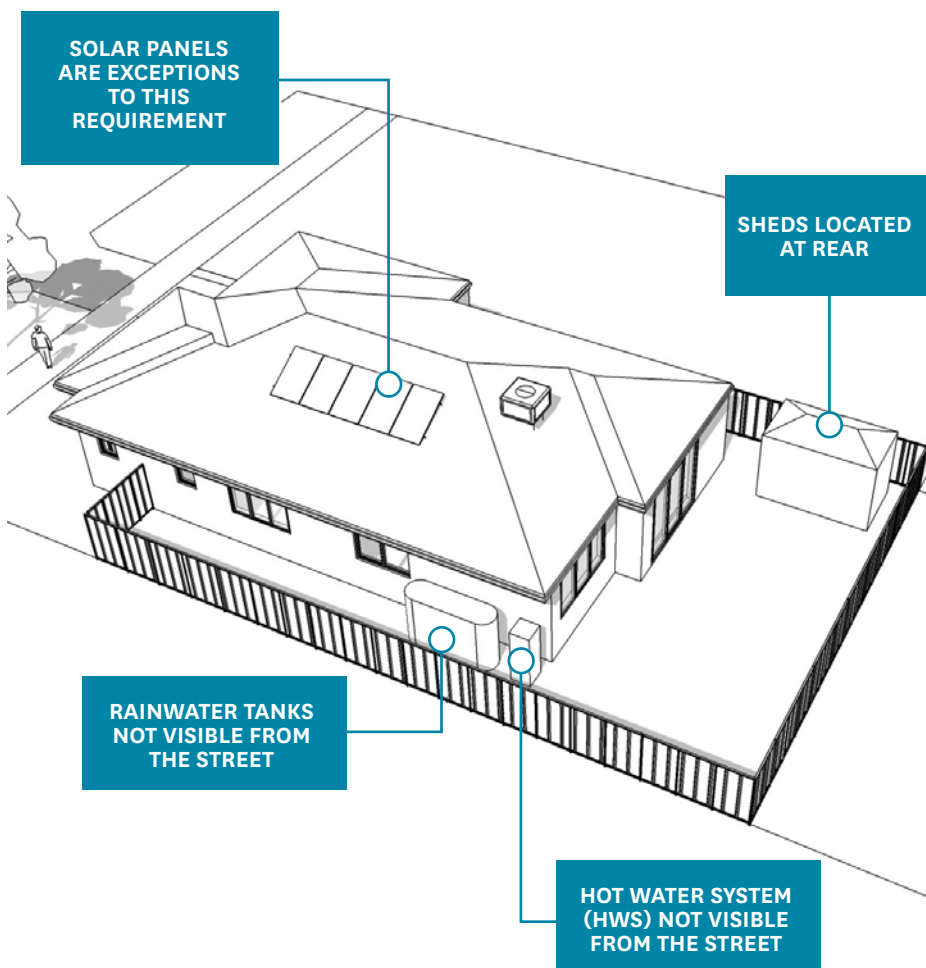 SOLAR PANELS
ARE EXCEPTIONS
TO THIS
REQUIREMENT
SHEDS LOCATED
AT REAR
RAINWATER TANKS
NOT VISIBLE FROM
THE STREET
HOT WATER SYSTEM
(HWS) NOT VISIBLE
FROM THE STREET